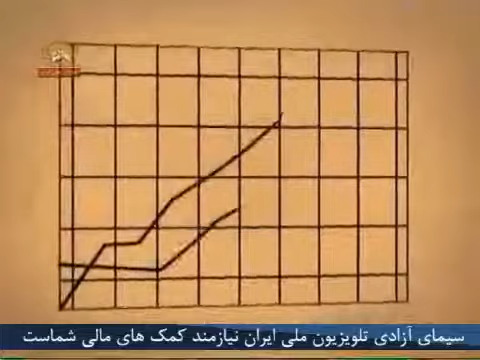 سیمای آزادی تلویزیون ملی ایران نیازمند کمک های مالی شماست